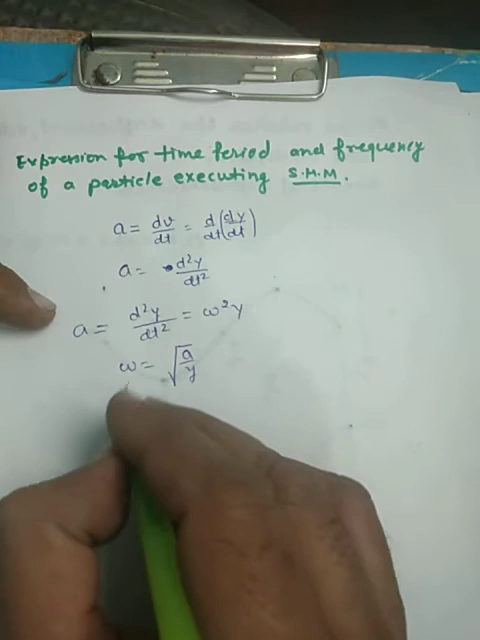 Expression for time Period and frequency
of a particle executing S.H.M.
a = dv/dt = d/dt(dy/dt)
a = d²y/dt²
a = d²y/dt² = ω²y
ω = √a/y